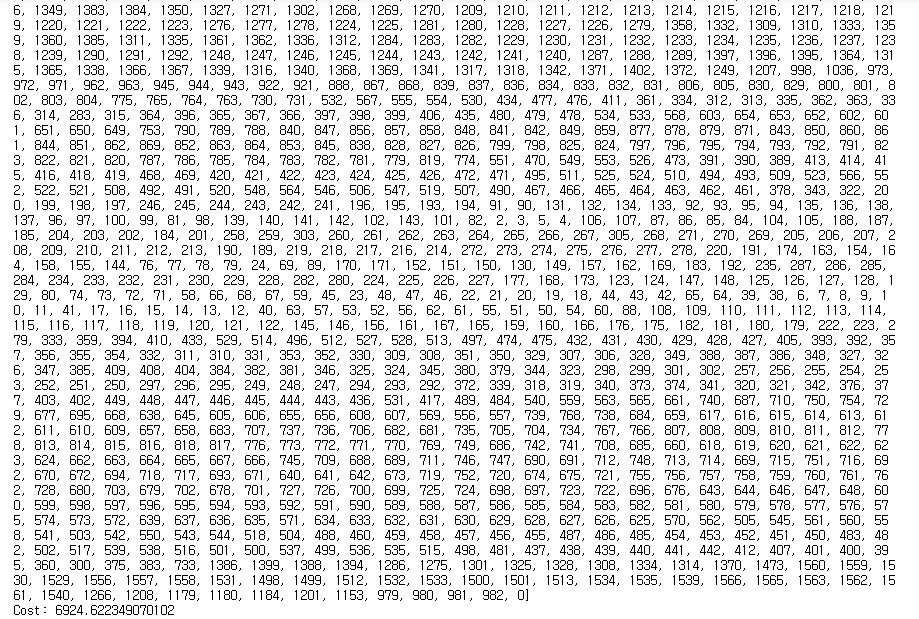 6, 1349, 1383, 1384, 1350, 1327, 1271, 1302, 1268, 1269, 1270, 1209, 1210, 1211, 1212, 1213, 1214, 1215, 1216, 1217, 1218, 121
9, 1220, 1221, 1222, 1223, 1276, 1277, 1278, 1224, 1225, 1281, 1280, 1228, 1227, 1226, 1279, 1358, 1332, 1309, 1310, 1333, 135
9, 1360, 1385, 1311, 1335, 1361, 1362, 1336, 1312, 1284, 1283, 1282, 1229, 1230, 1231, 1232, 1233, 1234, 1235, 1236, 1237, 123
8, 1239, 1290, 1291, 1292, 1248, 1247, 1246, 1245, 1244, 1243, 1242, 1241, 1240, 1287, 1288, 1289, 1397, 1396, 1395, 1364, 131
5, 1365, 1338, 1366, 1367, 1339, 1316, 1340, 1368, 1369, 1341, 1317, 1318, 1342, 1371, 1402, 1372, 1249, 1207, 998, 1036, 973,
972, 971, 962, 963, 945, 944, 943, 922, 921, 888, 867, 868, 839, 837, 836, 834, 833, 832, 831, 806, 805, 830, 829, 800, 801, 8
02, 803, 804, 775, 765, 764, 763, 730, 731, 532, 567, 555, 554, 530, 434, 477, 476, 411, 361, 334, 312, 313, 335, 362, 363, 33
6, 314, 283, 315, 364, 396, 365, 367, 366, 397, 398, 399, 406, 435, 480, 479, 478, 534, 533, 568, 603, 654, 653, 652, 602, 60
1, 651, 650, 649, 753, 790, 789, 788, 840, 847, 856, 857, 858, 848, 841, 842, 849, 859, 877, 878, 879, 871, 843, 850, 860, 86
1, 844, 851, 862, 869, 852, 863, 864, 853, 845, 838, 828, 827, 826, 799, 798, 825, 824, 797, 796, 795, 794, 793, 792, 791, 82
3, 822, 821, 820, 787, 786, 785, 784, 783, 782, 781, 779, 819, 774, 551, 470, 549, 553, 526, 473, 391, 390, 389, 413, 414, 41
5, 416, 418, 419, 468, 469, 420, 421, 422, 423, 424, 425, 426, 472, 471, 495, 511, 525, 524, 510, 494, 493, 509, 523, 566, 55
2, 522, 521, 508, 492, 491, 520, 548, 564, 546, 506, 547, 519, 507, 490, 467, 466, 465, 464, 463, 462, 461, 378, 343, 322, 20
0, 199, 198, 197, 246, 245, 244, 243, 242, 241, 196, 195, 193, 194, 91, 90, 131, 132, 134, 133, 92, 93, 95, 94, 135, 136, 138,
137, 96, 97, 100, 99, 81, 98, 139, 140, 141, 142, 102, 143, 101, 82, 2, 3, 5, 4, 106, 107, 87, 86, 85, 84, 104, 105, 188, 187,
185, 204, 203, 202, 184, 201, 258, 259, 303, 260, 261, 262, 263, 264, 265, 266, 267, 305, 268, 271, 270, 269, 205, 206, 207, 2
08, 209, 210, 211, 212, 213, 190, 189, 219, 218, 217, 216, 214, 272, 273, 274, 275, 276, 277, 278, 220, 191, 174, 163, 154, 16
4, 158, 155, 144, 76, 77, 78, 79, 24, 69, 89, 170, 171, 152, 151, 150, 130, 149, 157, 162, 169, 183, 192, 235, 287, 286, 285,
284, 234, 233, 232, 231, 230, 229, 228, 282, 280, 224, 225, 226, 227, 177, 168, 173, 123, 124, 147, 148, 125, 126, 127, 128, 1
29, 80, 74, 73, 72, 71, 58, 66, 68, 67, 59, 45, 23, 48, 47, 46, 22, 21, 20, 19, 18, 44, 43, 42, 65, 64, 39, 38, 6, 7, 8, 9, 1
0, 11, 41, 17, 16, 15, 14, 13, 12, 40, 63, 57, 53, 52, 56, 62, 61, 55, 51, 50, 54, 60, 88, 108, 109, 110, 111, 112, 113, 114,
115, 116, 117, 118, 119, 120, 121, 122, 145, 146, 156, 161, 167, 165, 159, 160, 166, 176, 175, 182, 181, 180, 179, 222, 223, 2
79, 333, 359, 394, 410, 433, 529, 514, 496, 512, 527, 528, 513, 497, 474, 475, 432, 431, 430, 429, 428, 427, 405, 393, 392, 35
7, 356, 355, 354, 332, 311, 310, 331, 353, 352, 330, 309, 308, 351, 350, 329, 307, 306, 328, 349, 388, 387, 386, 348, 327, 32
6, 347, 385, 409, 408, 404, 384, 382, 381, 346, 325, 324, 345, 380, 379, 344, 323, 298, 299, 301, 302, 257, 256, 255, 254, 25
3, 252, 251, 250, 297, 296, 295, 249, 248, 247, 294, 293, 292, 372, 339, 318, 319, 340, 373, 374, 341, 320, 321, 342, 376, 37
7, 403, 402, 449, 448, 447, 446, 445, 444, 443, 436, 531, 417, 489, 484, 540, 559, 563, 565, 661, 740, 687, 710, 750, 754, 72
9, 677, 695, 668, 638, 645, 605, 606, 655, 656, 608, 607, 569, 556, 557, 739, 768, 738, 684, 659, 617, 616, 615, 614, 613, 61
2, 611, 610, 609, 657, 658, 683, 707, 737, 736, 706, 682, 681, 735, 705, 704, 734, 767, 766, 807, 808, 809, 810, 811, 812, 77
8, 813, 814, 815, 816, 818, 817, 776, 773, 772, 771, 770, 769, 749, 686, 742, 741, 708, 685, 660, 618, 619, 620, 621, 622, 62
3, 624, 662, 663, 664, 665, 667, 666, 745, 709, 688, 689, 711, 746, 747, 690, 691, 712, 748, 713, 714, 669, 715, 751, 716, 69
2, 670, 672, 694, 718, 717, 693, 671, 640, 641, 642, 673, 719, 752, 720, 674, 675, 721, 755, 756, 757, 758, 759, 760, 761, 76
2, 728, 680, 703, 679, 702, 678, 701, 727, 726, 700, 699, 725, 724, 698, 697, 723, 722, 696, 676, 643, 644, 646, 647, 648, 60
0, 599, 598, 597, 596, 595, 594, 593, 592, 591, 590, 589, 588, 587, 586, 585, 584, 583, 582, 581, 580, 579, 578, 577, 576, 57
5, 574, 573, 572, 639, 637, 636, 635, 571, 634, 633, 632, 631, 630, 629, 628, 627, 626, 625, 570, 562, 505, 545, 561, 560, 55
8, 541, 503, 542, 550, 543, 544, 518, 504, 488, 460, 459, 458, 457, 456, 455, 487, 486, 485, 454, 453, 452, 451, 450, 483, 48
2, 502, 517, 539, 538, 516, 501, 500, 537, 499, 536, 535, 515, 498, 481, 437, 438, 439, 440, 441, 442, 412, 407, 401, 400, 39
5, 360, 300, 375, 383, 733, 1386, 1399, 1388, 1394, 1286, 1275, 1301, 1325, 1328, 1308, 1334, 1314, 1370, 1473, 1560, 1559, 15
30, 1529, 1556, 1557, 1558, 1531, 1498, 1499, 1512, 1532, 1533, 1500, 1501, 1513, 1534, 1535, 1539, 1566, 1563, 1562, 15
61, 1540, 1266, 1208, 1179, 1180, 1184, 1201, 1153, 979, 980, 981, 982, 0]
Cost: 6924.622349070102